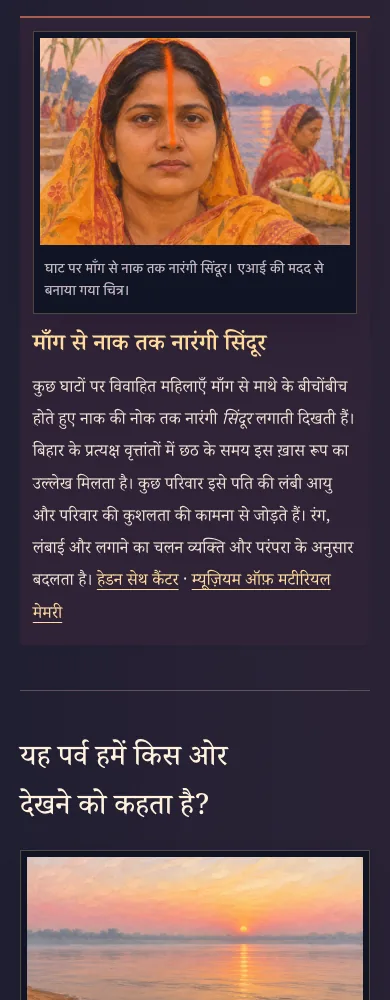 घाट पर माँग से नाक तक नारंगी सिंदूर। एआई की मदद से
बनाया गया चित्र।
माँग से नाक तक नारंगी सिंदूर
कुछ घाटों पर विवाहित महिलाएँ माँग से माथे के बीचोंबीच
होते हुए नाक की नोक तक नारंगी सिंदूर लगाती दिखती हैं।
बिहार के प्रत्यक्ष वृत्तांतों में छठ के समय इस ख़ास रूप का
उल्लेख मिलता है। कुछ परिवार इसे पति की लंबी आयु
और परिवार की कुशलता की कामना से जोड़ते हैं। रंग,
लंबाई और लगाने का चलन व्यक्ति और परंपरा के अनुसार
बदलता है। हेडन सेथ कैंटर · म्यूज़ियम ऑफ़ मटीरियल
मेमरी
यह पर्व हमें किस ओर
देखने को कहता है?